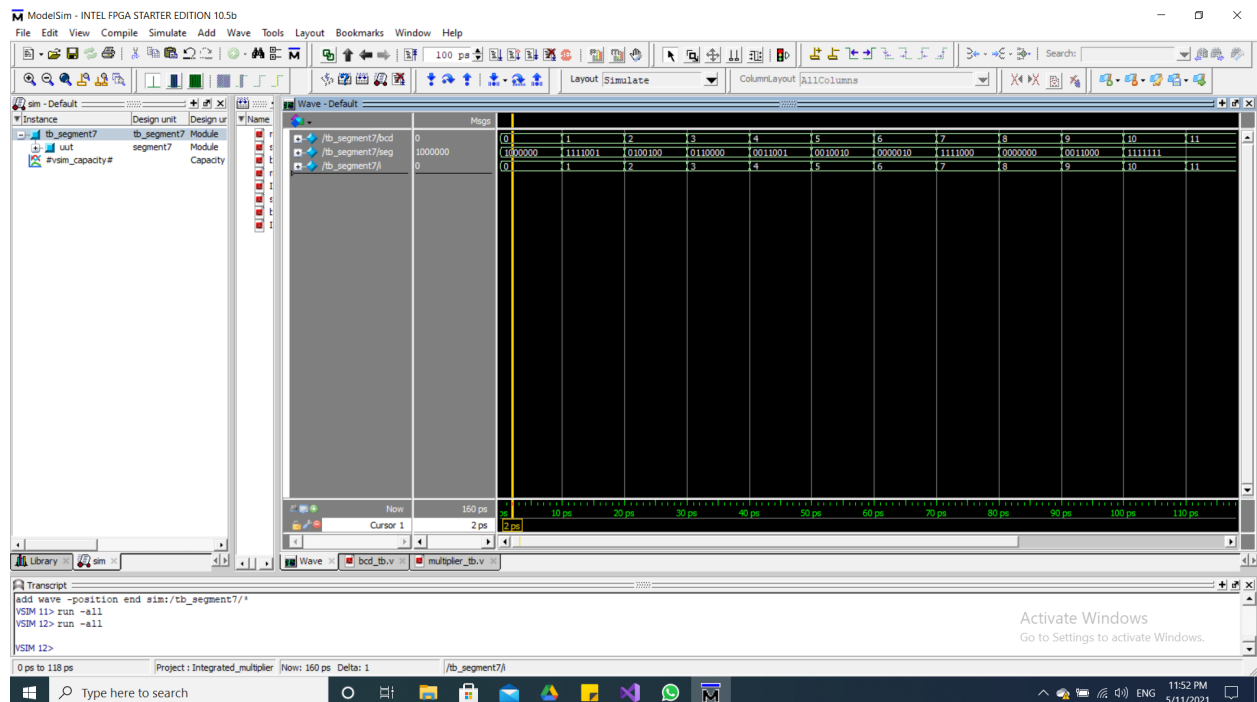 ModelSim - INTEL FPGA STARTER EDITION 10.5b
File Edit View Compile Simulate Add Wave Tools Layout Bookmarks Window Help
100 ps Search:
Layout Simulate ColumnLayout AllColumns
sim - Default Wave - Default
Instance Design unit Design ur Name Msgs
tb_segment7 tb_segment7 Module
uut segment7 Module
#vsim_capacity# Capacity
/tb_segment7/bcd 0 0 1 2 3 4 5 6 7 8 9 10 11
/tb_segment7/seg 1000000 1000000 1111001 0100100 0110000 0011001 0010010 0000010 1111000 0000000 0011000 1111111
/tb_segment7/i 0 0 1 2 3 4 5 6 7 8 9 10 11
Now 160 ps ps 10 ps 20 ps 30 ps 40 ps 50 ps 60 ps 70 ps 80 ps 90 ps 100 ps 110 ps
Cursor 1 2 ps 2 ps
Library sim Wave bcd_tb.v multiplier_tb.v
Transcript
add wave -position end sim:/tb_segment7/*
VSIM 11> run -all
VSIM 12> run -all
VSIM 12>
Activate Windows
Go to Settings to activate Windows.
0 ps to 118 ps Project : Integrated_multiplier Now: 160 ps Delta: 1 /tb_segment7/i
Type here to search ENG 11:52 PM
5/11/2021